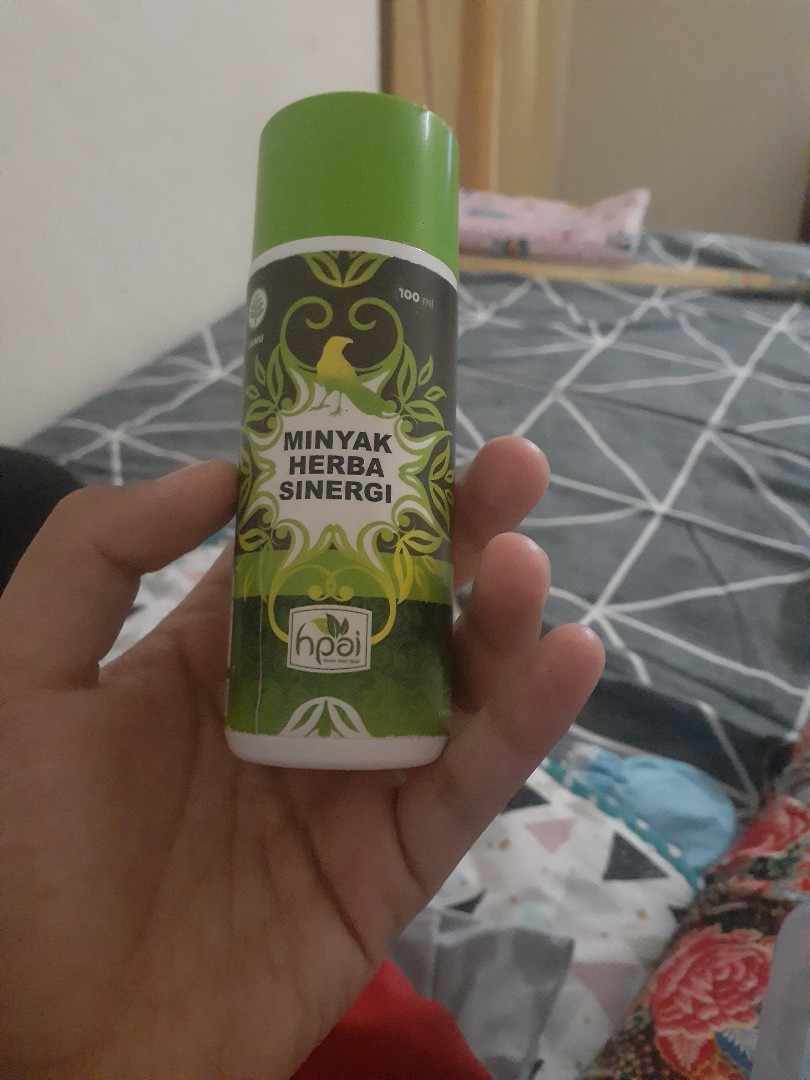 100 ml
MINYAK
HERBA
SINERGI
hpai